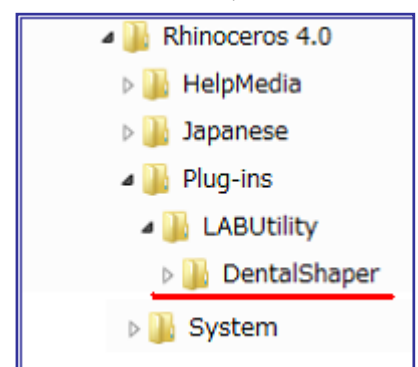 Rhinoceros 4.0
HelpMedia
Japanese
Plug-ins
LABUtility
DentalShaper
System